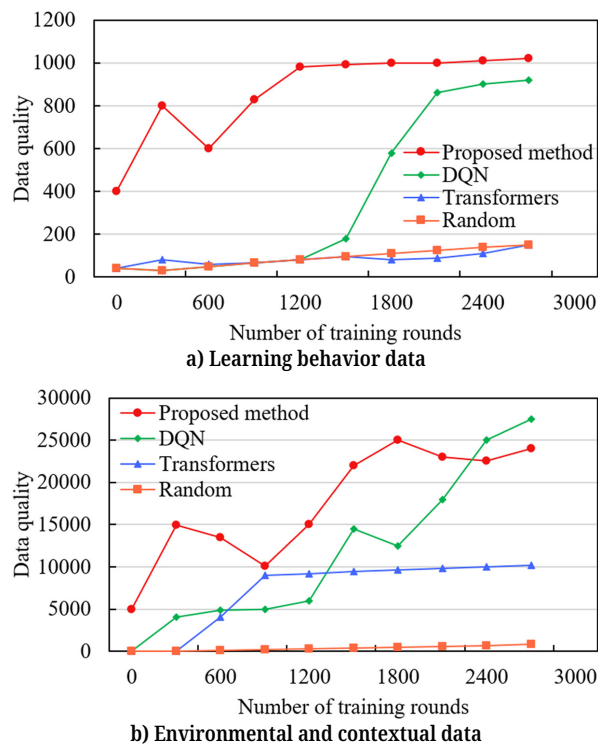 1200
1000
800
600
400
200
0
Data quality
Proposed method
DQN
Transformers
Random
0 600 1200 1800 2400 3000
Number of training rounds
a) Learning behavior data
30000
25000
20000
15000
10000
5000
0
Data quality
Proposed method
DQN
Transformers
Random
0 600 1200 1800 2400 3000
Number of training rounds
b) Environmental and contextual data